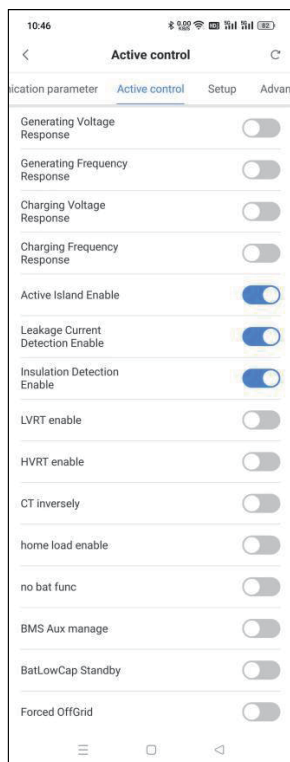 10:46
82
Active control
nication parameter Active control Setup Advan
Generating Voltage
Response
Generating Frequency
Response
Charging Voltage
Response
Charging Frequency
Response
Active Island Enable
Leakage Current
Detection Enable
Insulation Detection
Enable
LVRT enable
HVRT enable
CT inversely
home load enable
no bat func
BMS Aux manage
BatLowCap Standby
Forced OffGrid